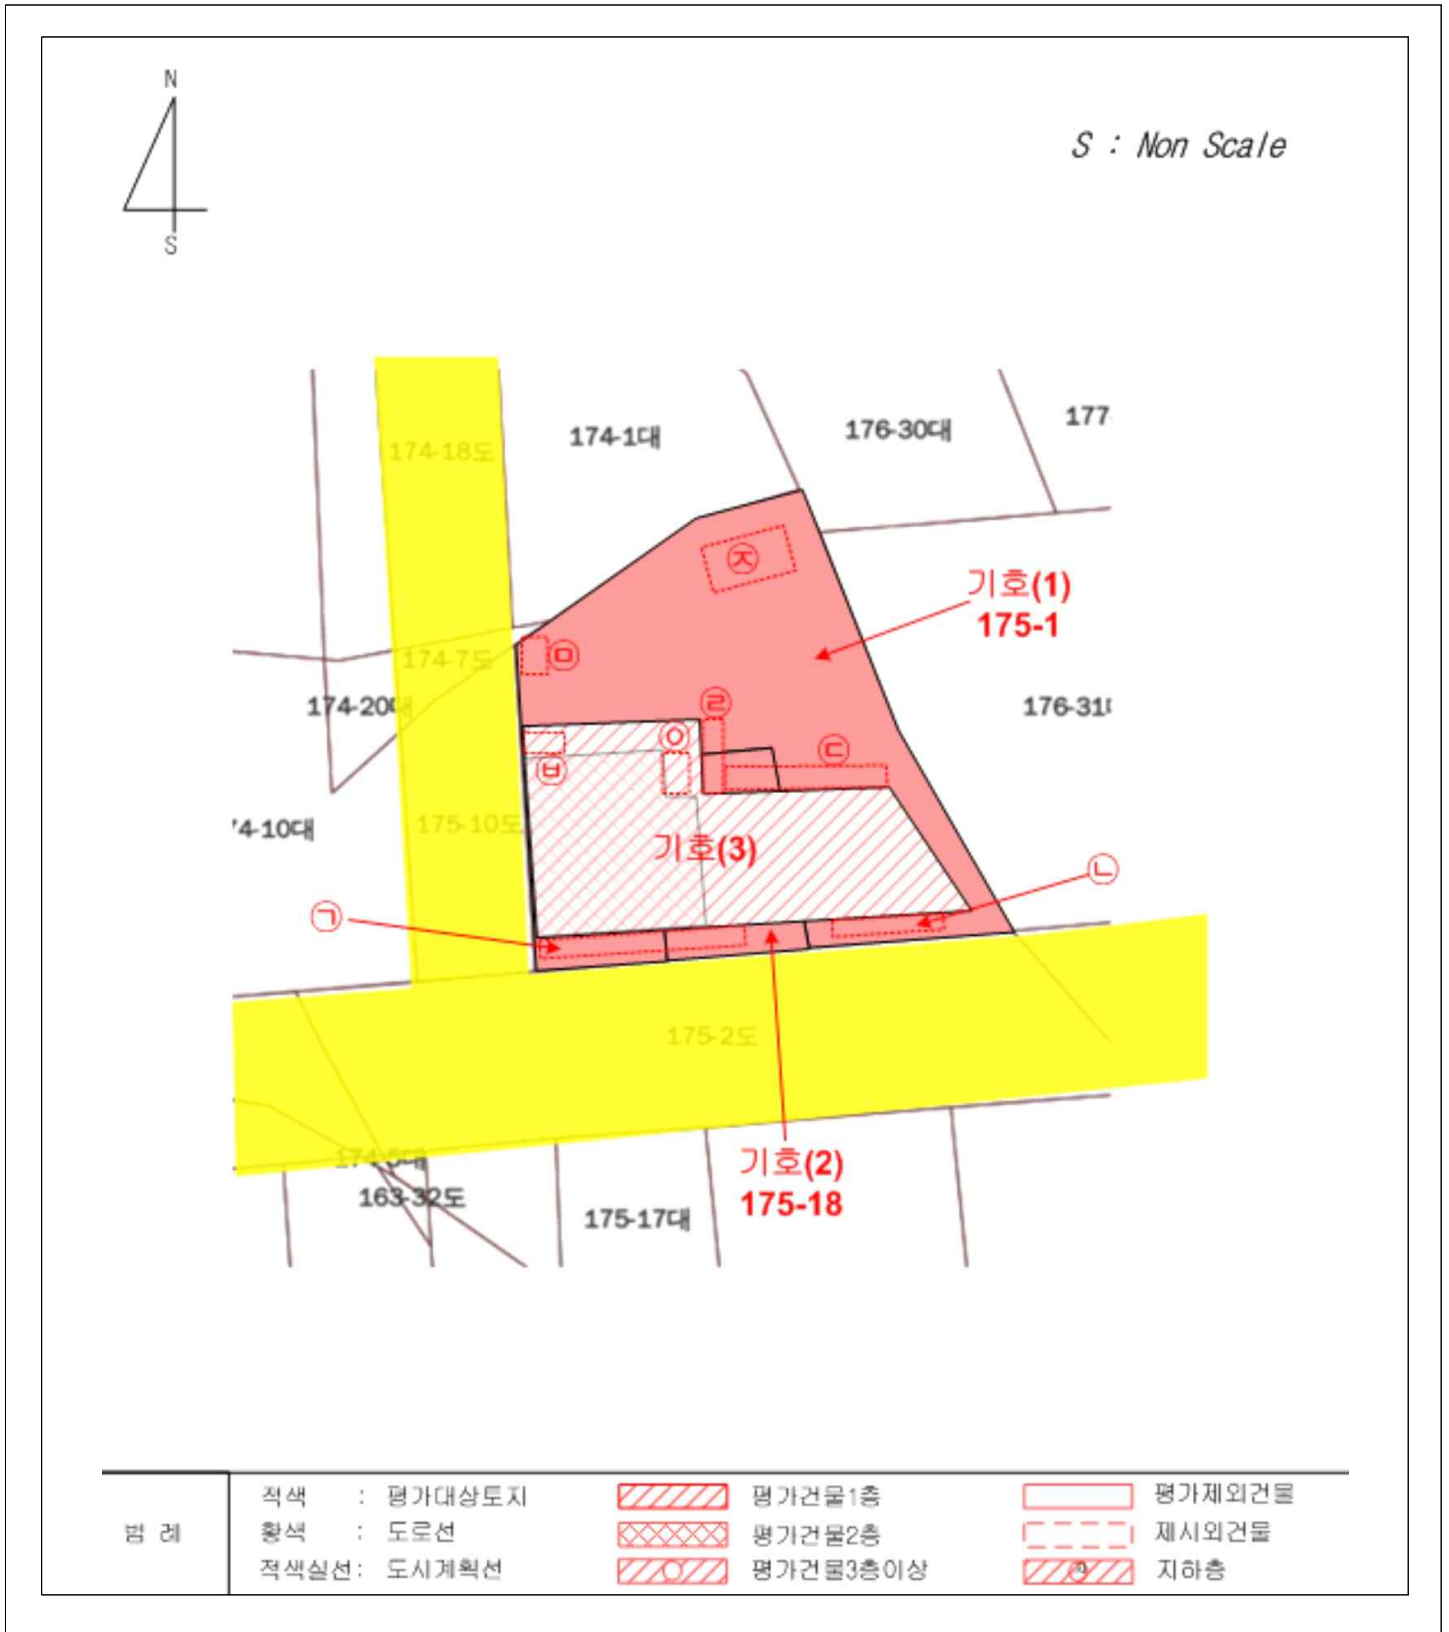 N
S
S : Non Scale
174-18도
174-1대
176-30대
177
㉨
기호(1)
175-1
174-7도
㉤
174-20대
㉣
176-31
㉧
㉢
㉥
74-10대
175-10도
기호(3)
㉡
㉠
175-2도
163-32도
175-17대
기호(2)
175-18
범 례
적색 : 평가대상토지
황색 : 도로선
적색실선 : 도시계획선
평가건물1층
평가건물2층
평가건물3층이상
평가제외건물
제시외건물
지하층